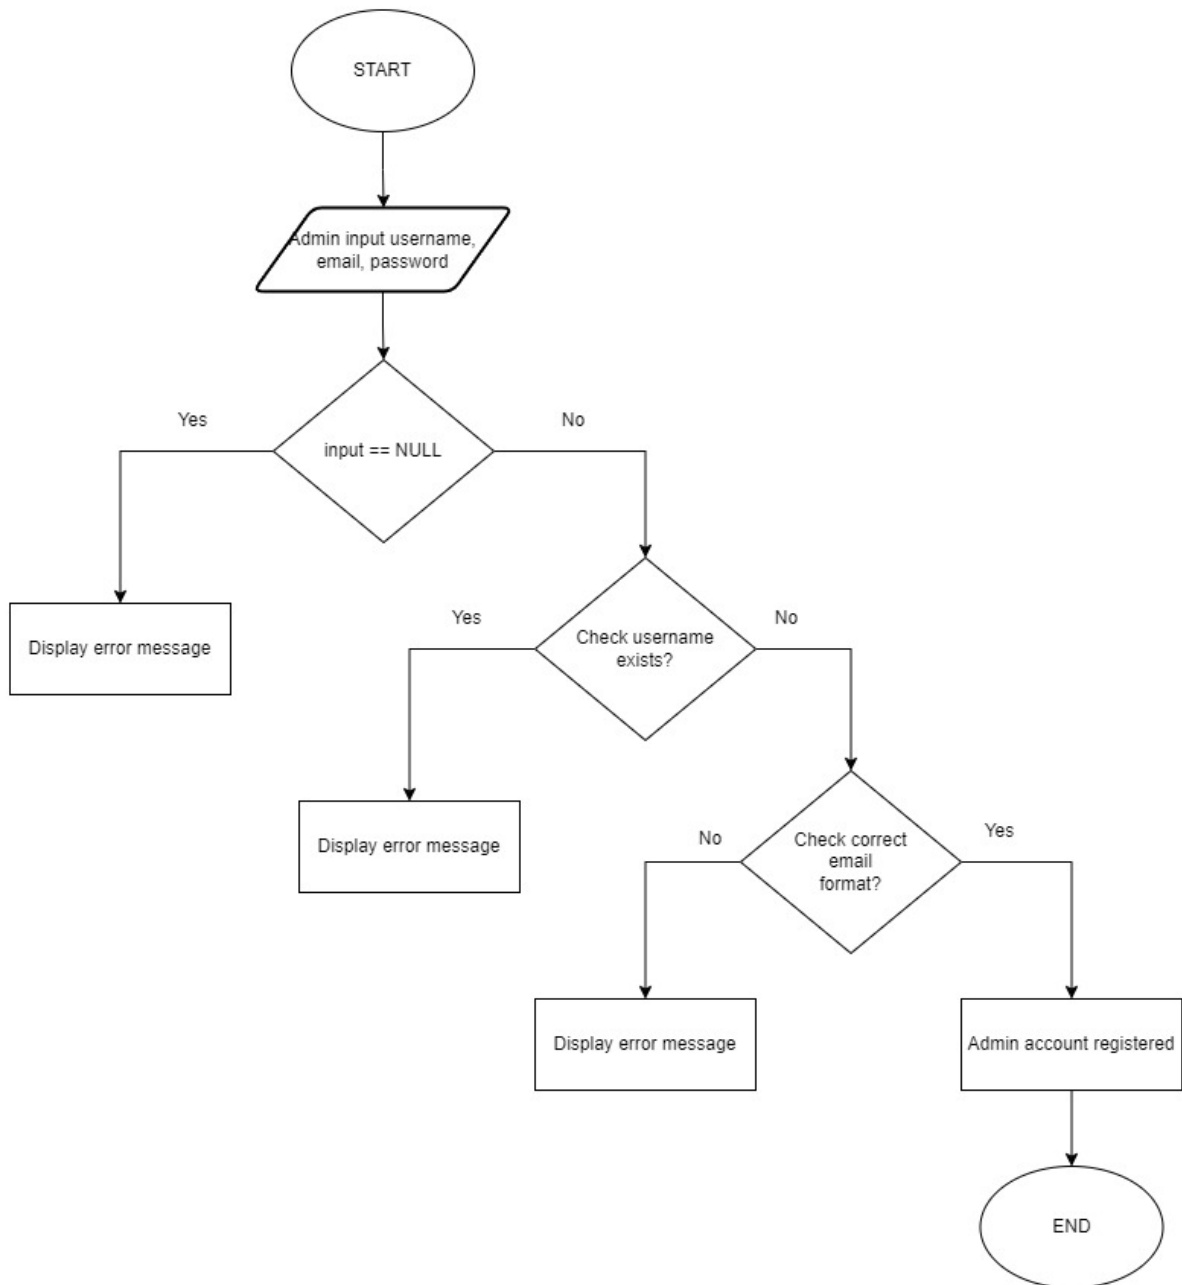 START
Admin input username,
email, password
Yes
No
input == NULL
Yes
No
Check username
exists?
Display error message
No
Yes
Check correct
email
format?
Display error message
Display error message
Admin account registered
END